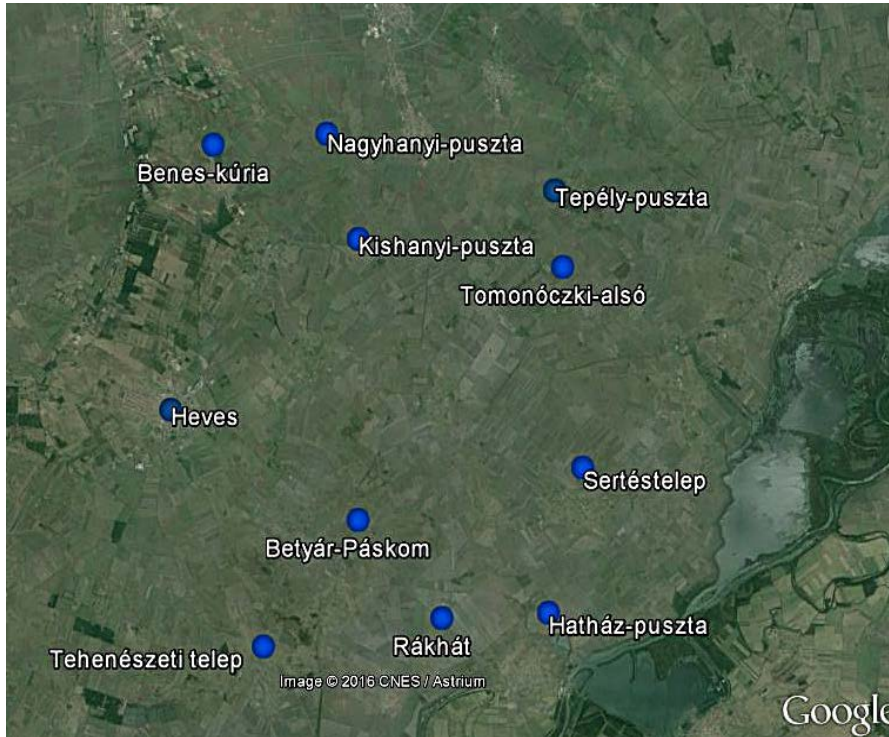 Nagyhanyi-puszta
Benes-kúria
Tepély-puszta
Kishanyi-puszta
Tomonóczki-alsó
Heves
Sertéstelep
Betyár-Páskom
Hatház-puszta
Rákhát
Tehenészeti telep
Image © 2016 CNES / Astrium
Google